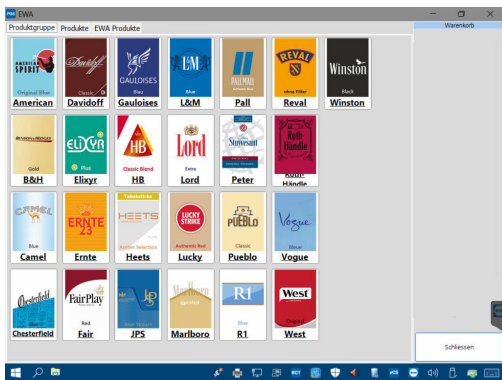 EWA
Produktgruppe Produkte EWA Produkte
Warenkorb
AMERICAN SPIRIT
Original Blue
American
Davidoff
Classic
Davidoff
GAULOISES
Bleu
Gauloises
L&M
Blue
L&M
PALL MALL
Pall
REVAL
ohne Filter
Reval
Winston
Black
Winston
BENSON & HEDGES
Gold
B&H
ELIXYR
Plus
Elixyr
HB
Classic Blend
HB
Lord
Extra
Lord
Stuyvesant
Peter
Roth-
Händle
Roth-
Händle
CAMEL
Blue
Camel
ERNTE
23
Ernte
Tabaksticks
HEETS
Amber Selection
Heets
LUCKY
STRIKE
Authentic Red
Lucky
PUEBLO
Classic
Pueblo
Vogue
Bleue
Vogue
Chesterfield
Blue
Chesterfield
FairPlay
Red
Fair
JPS
JPS
Marlboro
Marlboro
R1
Blue
R1
West
Original
West
Schliessen